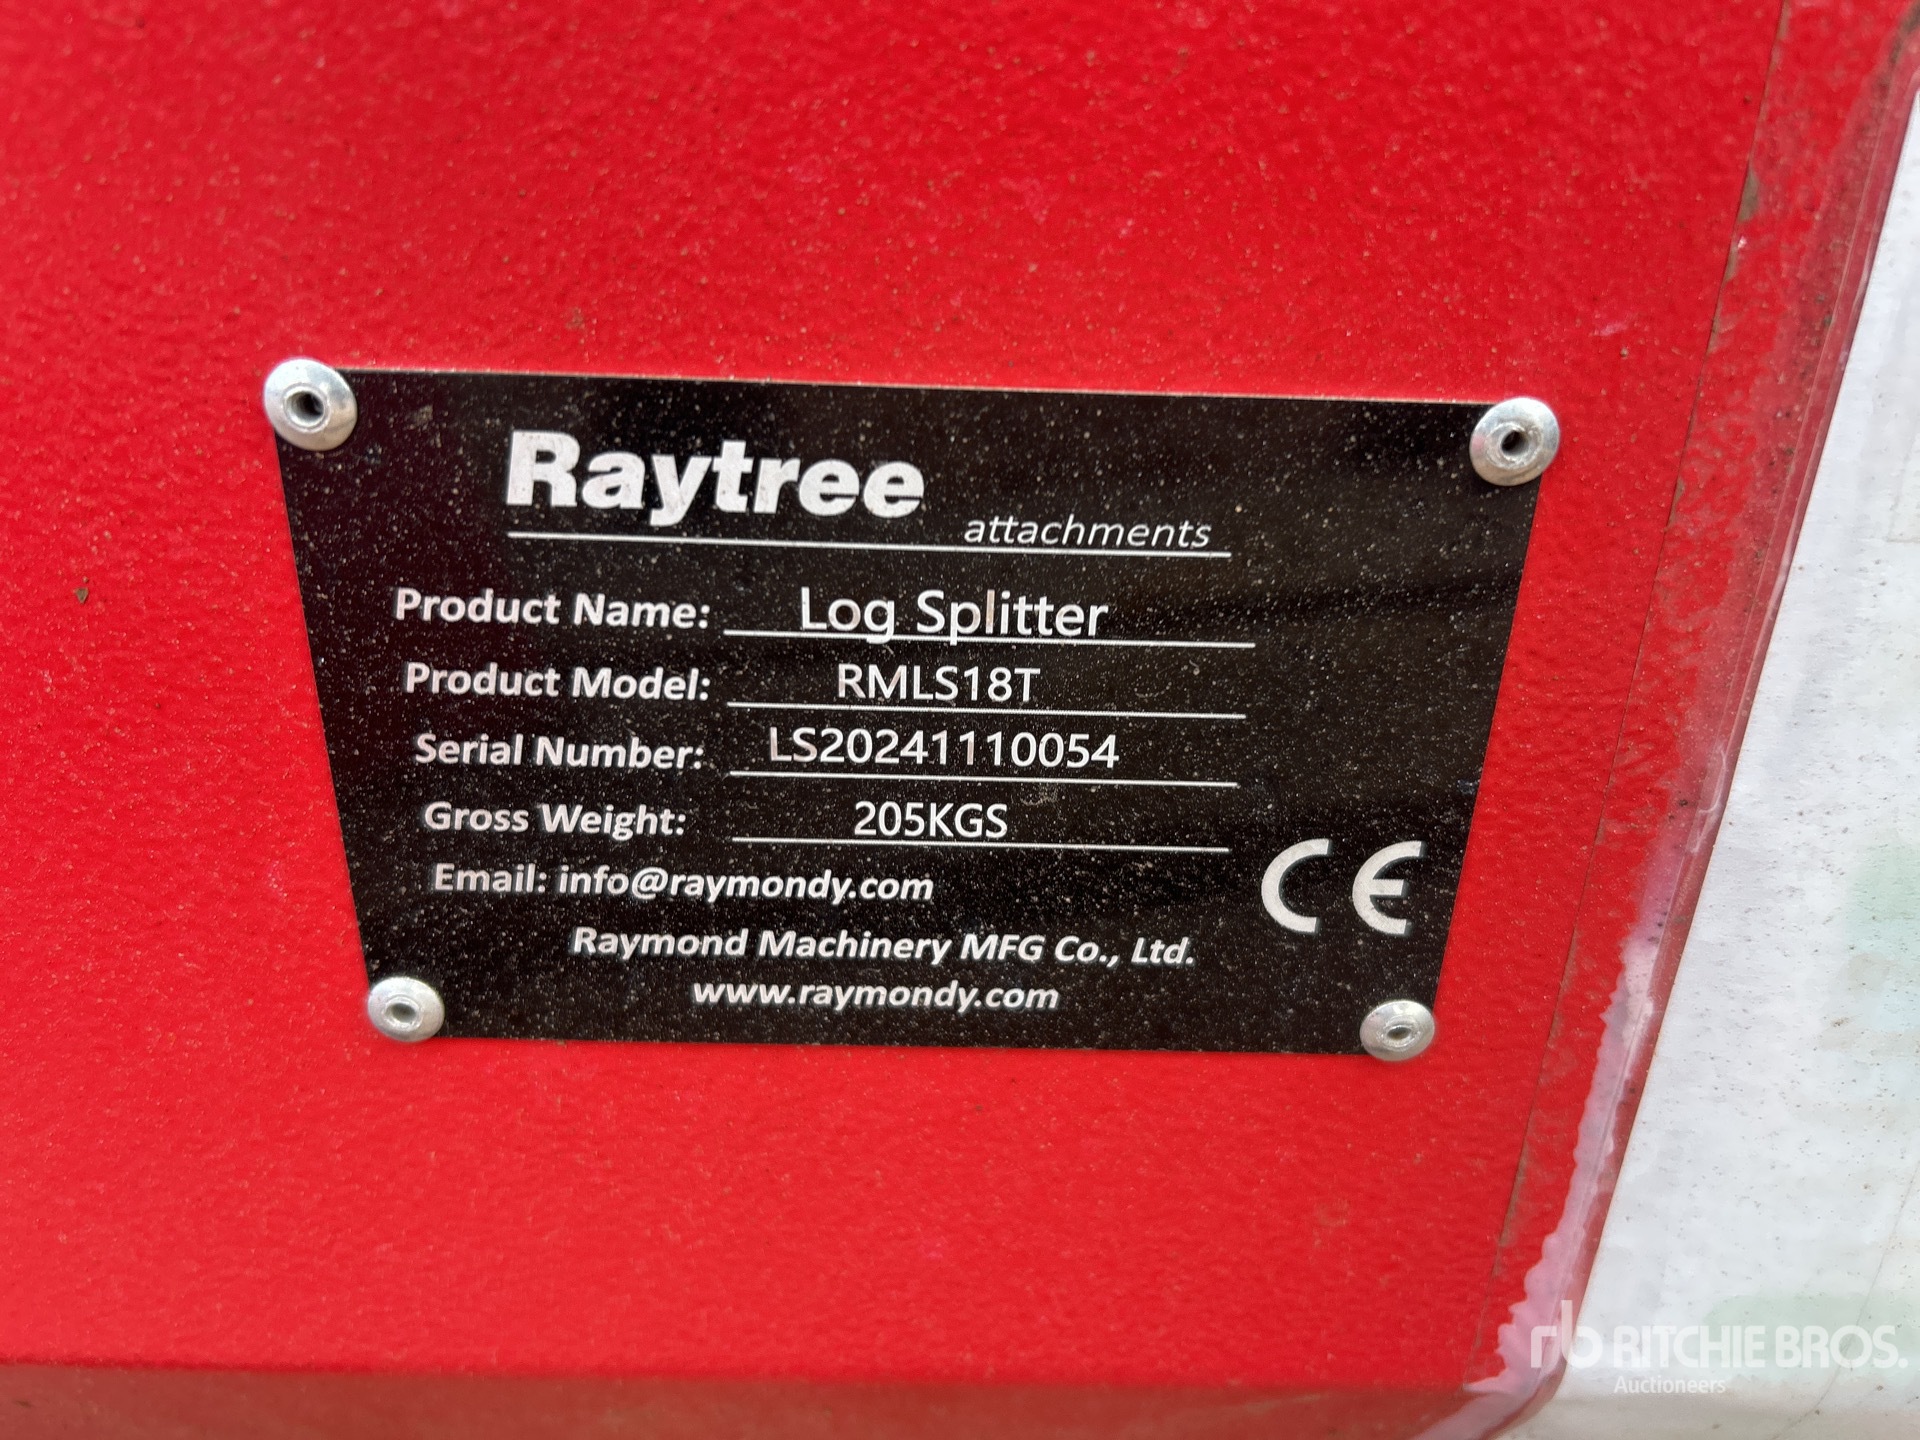 Raytree
attachments
Product Name: Log Splitter
Product Model: RMLS18T
Serial Number: LS20241110054
Gross Weight: 205KGS
Email: info@raymondy.com
CE
Raymond Machinery MFG Co., Ltd.
www.raymondy.com
rb RITCHIE BROS.
Auctioneers